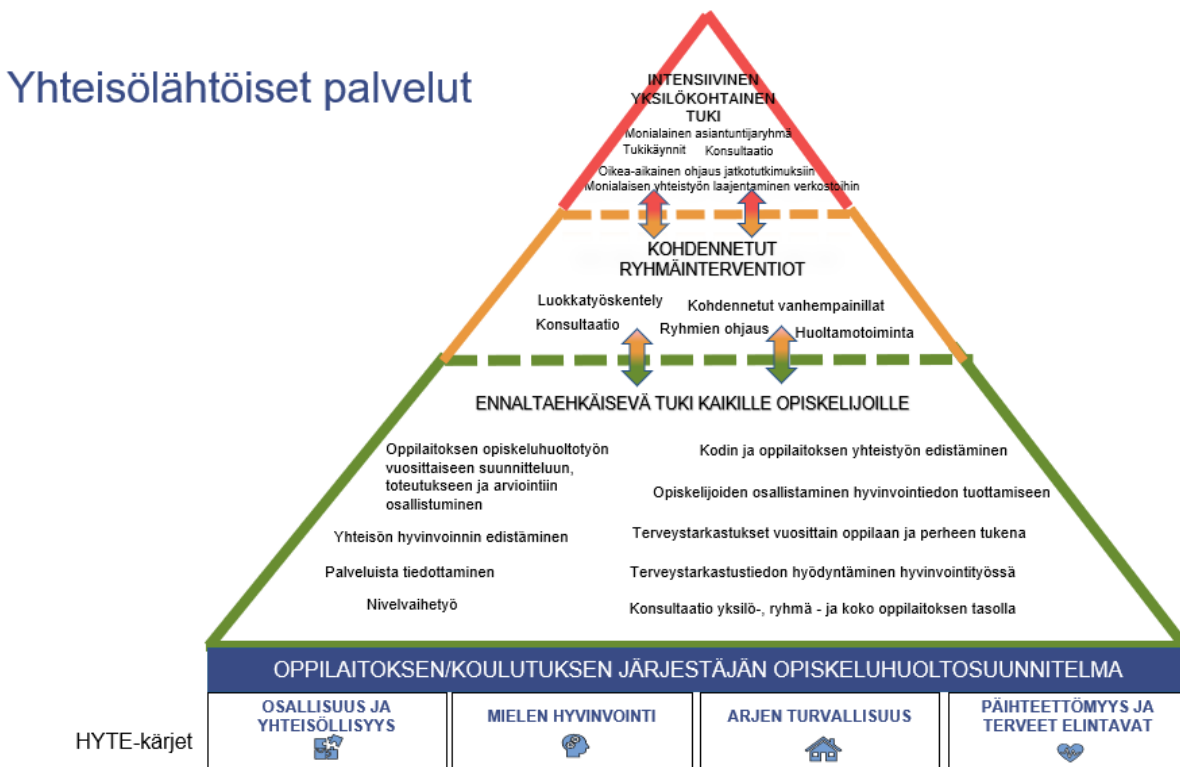 Yhteisölähtöiset palvelut
INTENSIIVINEN
YKSILÖKOHTAINEN
TUKI
Monialainen asiantuntijaryhmä
Tukikäynnit Konsultaatio
Oikea-aikainen ohjaus jatkotutkimuksiin
Monialaisen yhteistyön laajentaminen verkostoihin
KOHDENNETUT
RYHMÄINTERVENTIOT
Luokkatyöskentely
Kohdennetut vanhempainillat
Konsultaatio
Ryhmien ohjaus
Huoltamotoiminta
ENNALTAEHKÄISEVÄ TUKI KAIKILLE OPISKELIJOILLE
Oppilaitoksen opiskeluhuoltotyön
vuosittaiseen suunnitteluun,
toteutukseen ja arviointiin
osallistuminen
Yhteisön hyvinvoinnin edistäminen
Palveluista tiedottaminen
Nivelvaihetyö
Kodin ja oppilaitoksen yhteistyön edistäminen
Opiskelijoiden osallistaminen hyvinvointiedon tuottamiseen
Terveystarkastukset vuosittain oppilaan ja perheen tukena
Terveystarkastustiedon hyödyntäminen hyvinvointityössä
Konsultaatio yksilö-, ryhmä - ja koko oppilaitoksen tasolla
OPPILAITOKSEN/KOULUTUKSEN JÄRJESTÄJÄN OPISKELUHUOLTOSUUNNITELMA
HYTE-kärjet
OSALLISUUS JA
YHTEISÖLLISYYS
MIELEN HYVINVOINTI
ARJEN TURVALLISUUS
PÄIHTEETTÖMYYS JA
TERVEET ELINTAVAT